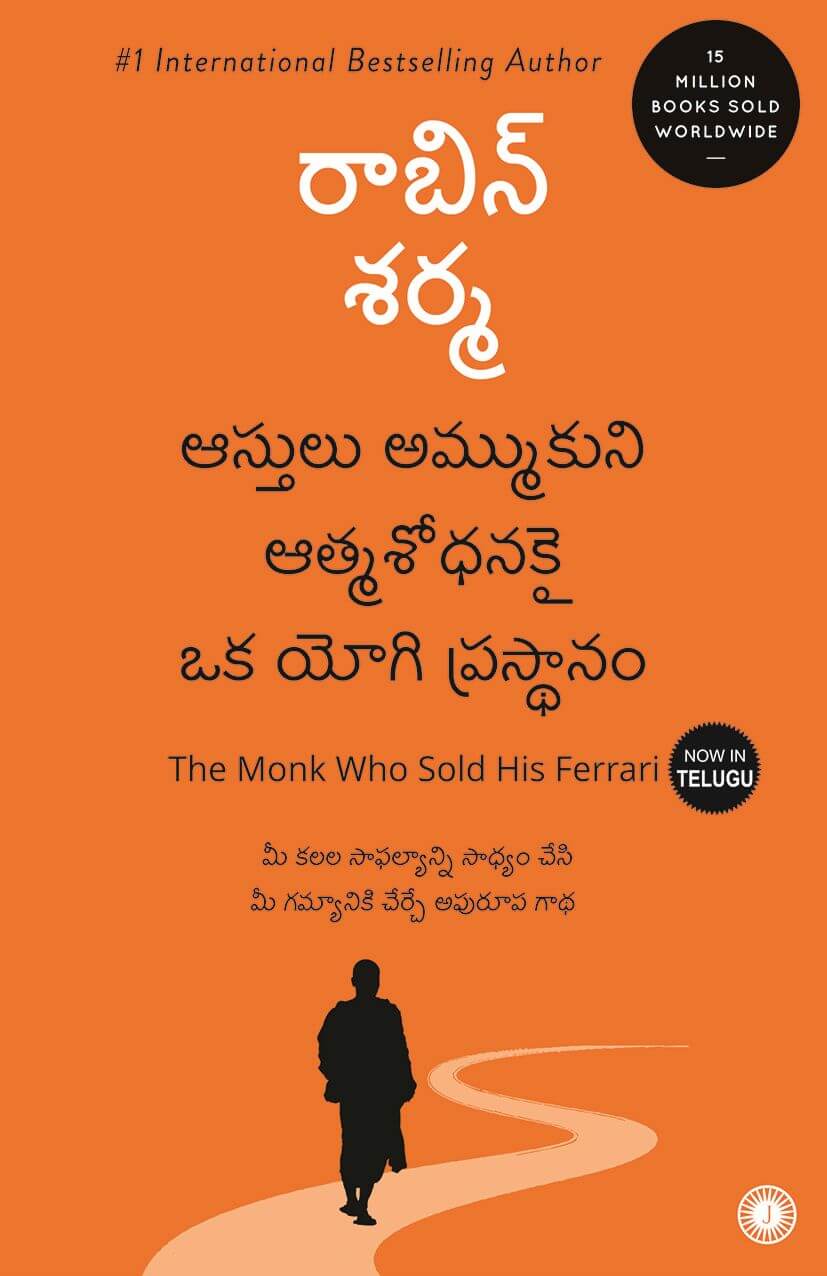 #1 International Bestselling Author
15
MILLION
BOOKS SOLD
WORLDWIDE
రాబిన్
శర్మ
ఆస్తులు అమ్ముకుని
ఆత్మశోధనకై
ఒక యోగి ప్రస్థానం
The Monk Who Sold His Ferrari
NOW IN
TELUGU
మీ కలల సాఫల్యాన్ని సాధ్యం చేసి
మీ గమ్యానికి చేర్చే అపురూప గాథ
J